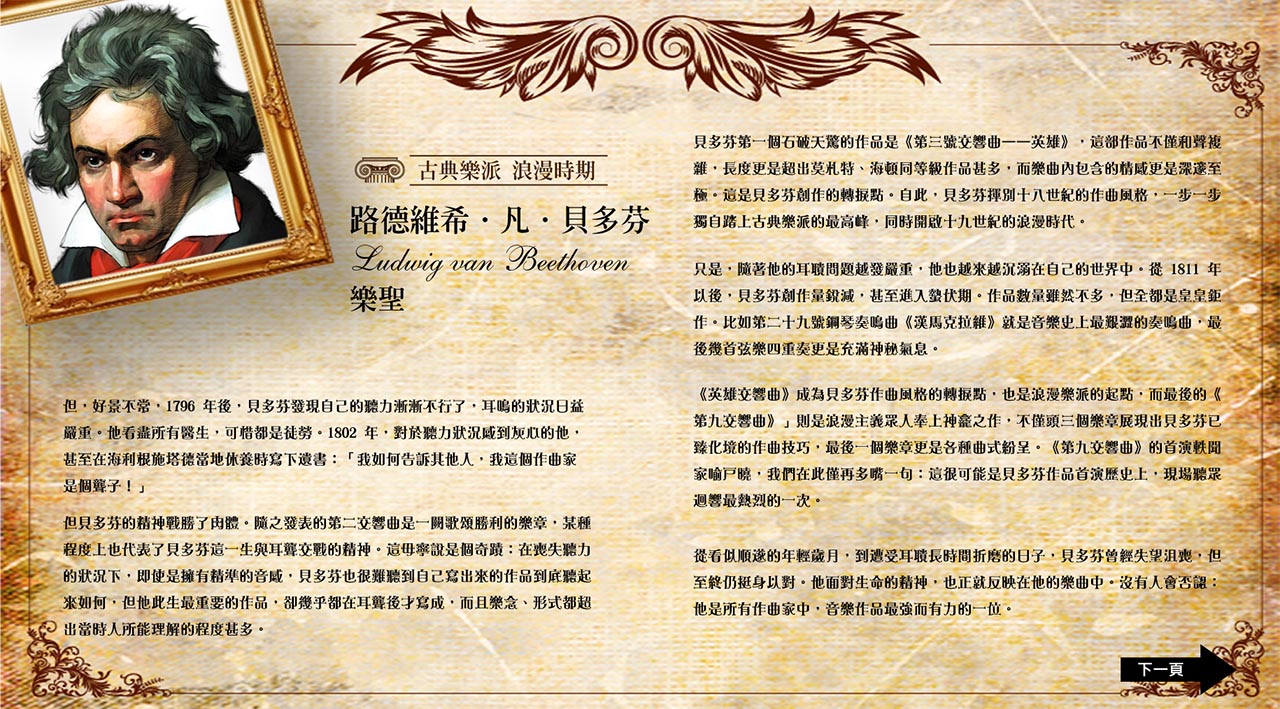 古典樂派 浪漫時期
路德維希·凡·貝多芬
Ludwig van Beethoven
樂聖
但，好景不常，1796 年後，貝多芬發現自己的聽力漸漸不行了，耳鳴的狀況日益
嚴重。他看盡所有醫生，可惜都是徒勞。1802 年，對於聽力狀況感到灰心的他，
甚至在海利根施塔德當地休養時寫下遺書：「我如何告訴其他人，我這個作曲家
是個聾子！」
但貝多芬的精神戰勝了肉體。隨之發表的第二交響曲是一闕歌頌勝利的樂章，某種
程度上也代表了貝多芬這一生與耳聾交戰的精神。這毋寧說是個奇蹟：在喪失聽力
的狀況下，即使是擁有精準的音感，貝多芬也很難聽到自己寫出來的作品到底聽起
來如何，但他此生最重要的作品，卻幾乎都在耳聾後才寫成，而且樂念、形式都超
出當時人所能理解的程度甚多。
貝多芬第一個石破天驚的作品是《第三號交響曲——英雄》，這部作品不僅和聲複
雜，長度更是超出莫札特、海頓同等級作品甚多，而樂曲內包含的情感更是深邃至
極。這是貝多芬創作的轉捩點。自此，貝多芬揮別十八世紀的作曲風格，一步一步
獨自踏上古典樂派的最高峰，同時開啟十九世紀的浪漫時代。
只是，隨著他的耳聵問題越發嚴重，他也越來越沉溺在自己的世界中。從 1811 年
以後，貝多芬創作量銳減，甚至進入蟄伏期。作品數量雖然不多，但全都是皇皇鉅
作。比如第二十九號鋼琴奏鳴曲《漢馬克拉維》就是音樂史上最艱澀的奏鳴曲，最
後幾首弦樂四重奏更是充滿神秘氣息。
《英雄交響曲》成為貝多芬作曲風格的轉捩點，也是浪漫樂派的起點，而最後的《
第九交響曲》」則是浪漫主義眾人奉上神龕之作，不僅頭三個樂章展現出貝多芬已
臻化境的作曲技巧，最後一個樂章更是各種曲式紛呈。《第九交響曲》的首演軼聞
家喻戶曉，我們在此僅再多嘴一句：這很可能是貝多芬作品首演歷史上，現場聽眾
迴響最熱烈的一次。
從看似順遂的年輕歲月，到遭受耳聵長時間折磨的日子，貝多芬曾經失望沮喪，但
至終仍挺身以對。他面對生命的精神，也正就反映在他的樂曲中。沒有人會否認：
他是所有作曲家中，音樂作品最強而有力的一位。
下一頁